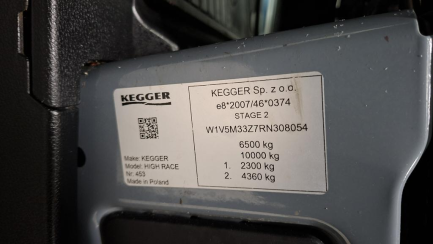 KEGGER
Make: KEGGER
Model: HIGH RACE
Nr: 453
Made in Poland
KEGGER Sp. z o.o.
e8*2007/46*0374
STAGE 2
W1V5M33Z7RN308054
6500 kg
10000 kg
1. 2300 kg
2. 4360 kg